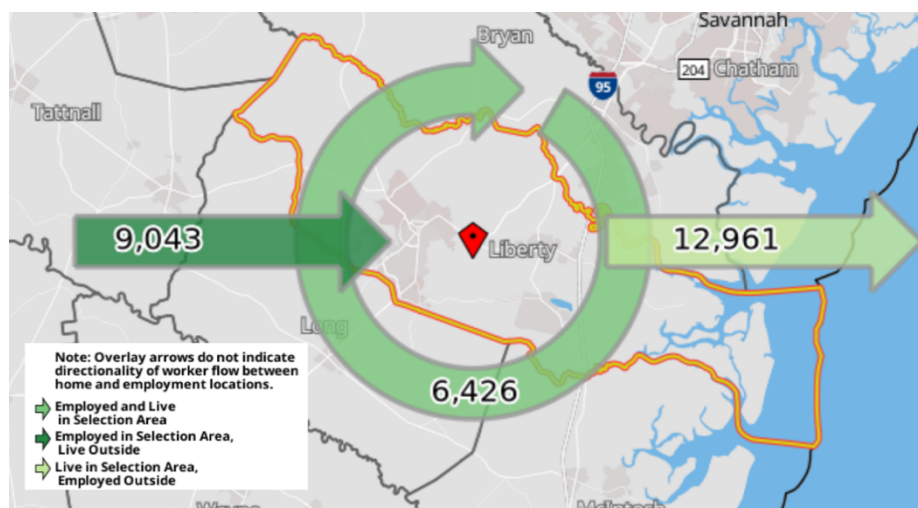 Savannah
Bryan
204
Chatham
95
Tattnall
9,043
12,961
Liberty
Long
6,426
Note: Overlay arrows do not indicate
directionality of worker flow between
home and employment locations.
Employed and Live
in Selection Area
Employed in Selection Area,
Live Outside
Live in Selection Area,
Employed Outside
Wayne
McIntosh